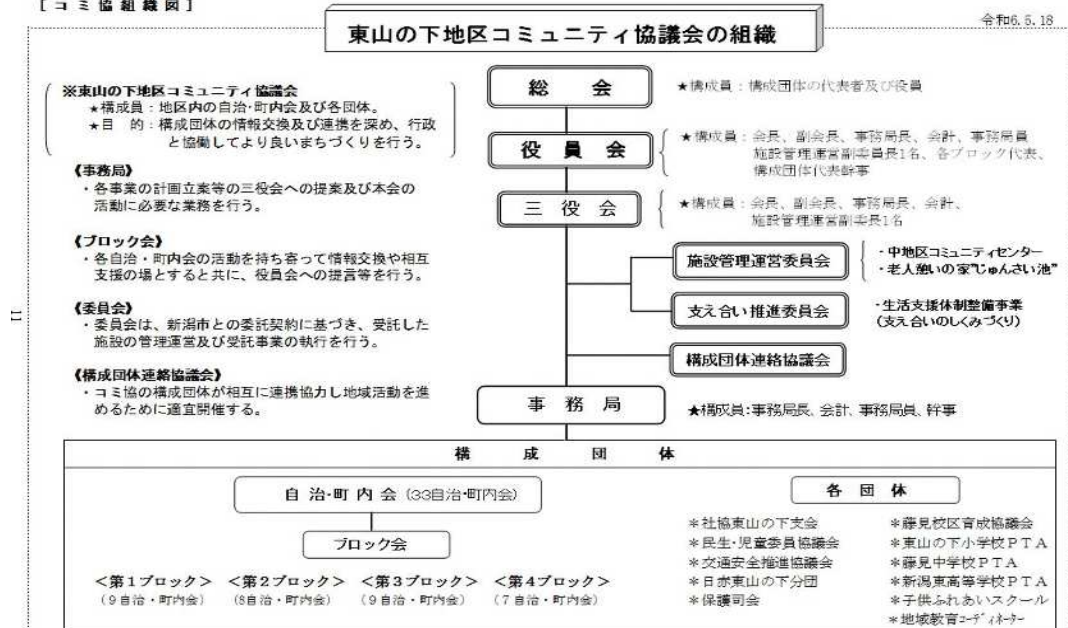 [コミ協組織図]
令和6.5.18
東山の下地区コミュニティ協議会の組織
※東山の下地区コミュニティ協議会
★構成員:地区内の自治・町内会及び各団体。
★目 的:構成団体の情報交換及び連携を深め、行政
と協働してより良いまちづくりを行う。
《事務局》
・各事業の計画立案等の三役会への提案及び本会の
活動に必要な業務を行う。
《ブロック会》
・各自治・町内会の活動を持ち寄って情報交換や相互
支援の場とすると共に、役員会への提言等を行う。
《委員会》
・委員会は、新潟市との委託契約に基づき、受託した
施設の管理運営及び受託事業の執行を行う。
《構成団体連絡協議会》
・コミ協の構成団体が相互に連携協力し地域活動を進
めるために適宜開催する。
総 会
★構成員:構成団体の代表者及び役員
役 員 会
★構成員:会長、副会長、事務局長、会計、事務局員
施設管理運営副委員長1名、各ブロック代表、
構成団体代表幹事
三 役 会
★構成員:会長、副会長、事務局長、会計、
施設管理運営副委長1名
施設管理運営委員会
・中地区コミュニティセンター
・老人憩いの家"じゅんさい池"
支え合い推進委員会
・生活支援体制整備事業
(支え合いのしくみづくり)
構成団体連絡協議会
事 務 局
★構成員:事務局長、会計、事務局員、幹事
構 成 団 体
自 治・町 内 会 (33自治・町内会)
ブロック会
<第1ブロック> <第2ブロック> <第3ブロック> <第4ブロック>
(9自治・町内会) (8自治・町内会) (9自治・町内会) (7自治・町内会)
各 団 体
*社協東山の下支会
*民生・児童委員協議会
*交通安全推進協議会
*日赤東山の下分団
*保護司会
*藤見校区育成協議会
*東山の下小学校PTA
*藤見中学校PTA
*新潟東高等学校PTA
*子供ふれあいスクール
*地域教育コーディネーター
11